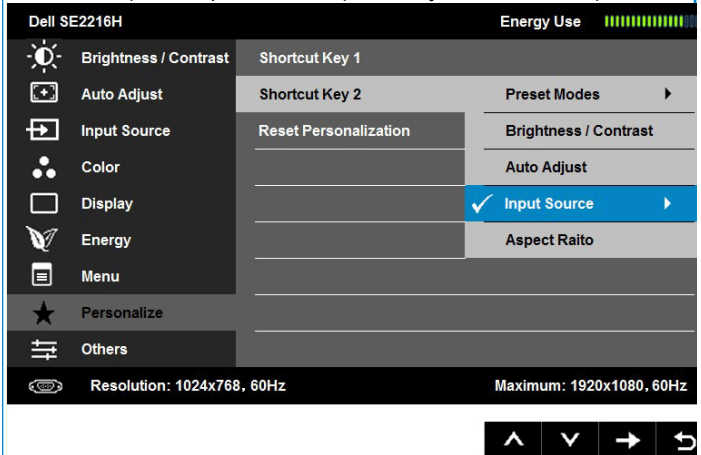 Dell SE2216H Energy Use
Brightness / Contrast Shortcut Key 1
Auto Adjust Shortcut Key 2 Preset Modes
Input Source Reset Personalization Brightness / Contrast
Color Auto Adjust
Display Input Source
Energy Aspect Raito
Menu
Personalize
Others
Resolution: 1024x768, 60Hz Maximum: 1920x1080, 60Hz